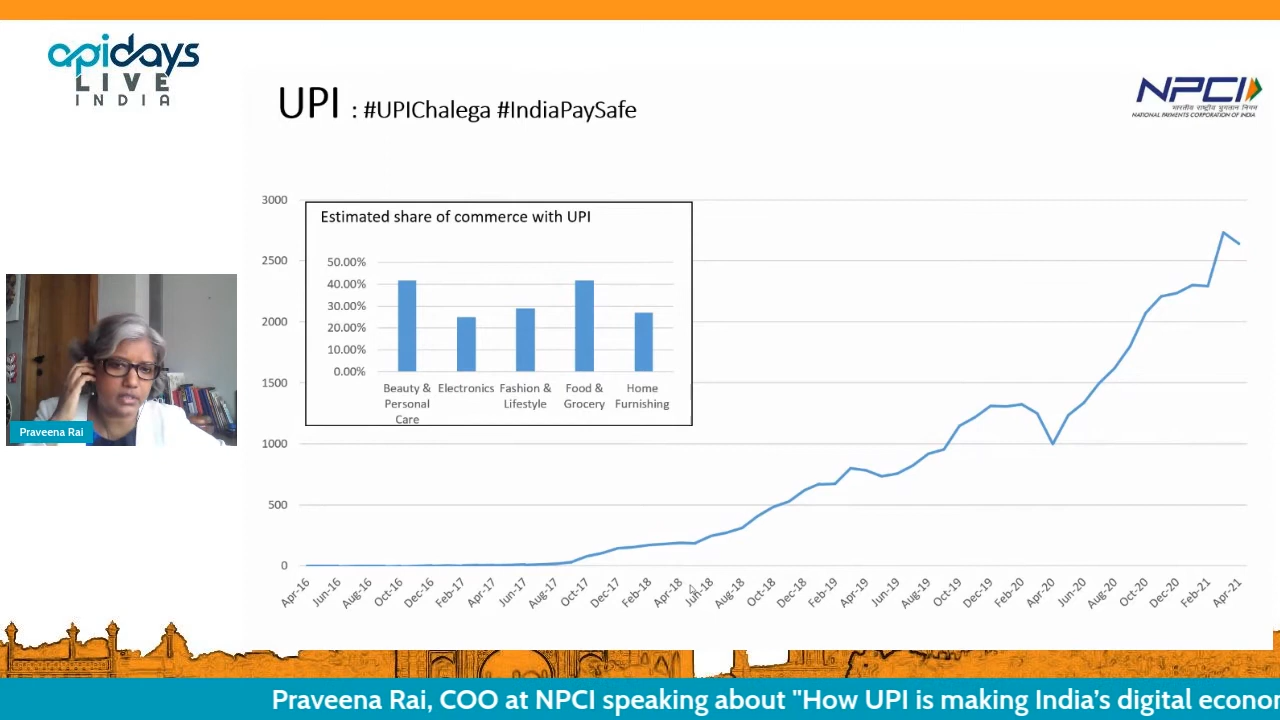 apidays
LIVE
INDIA
UPI : #UPIChalega #IndiaPaySafe
NPCI
भारतीय राष्ट्रीय भुगतान निगम
NATIONAL PAYMENTS CORPORATION OF INDIA
3000
2500
2000
1500
1000
500
0
Estimated share of commerce with UPI
50.00%
40.00%
30.00%
20.00%
10.00%
0.00%
Beauty & Personal Care
Electronics
Fashion & Lifestyle
Food & Grocery
Home Furnishing
Apr-16
Jun-16
Aug-16
Oct-16
Dec-16
Feb-17
Apr-17
Jun-17
Aug-17
Oct-17
Dec-17
Feb-18
Apr-18
Jun-18
Aug-18
Oct-18
Dec-18
Feb-19
Apr-19
Jun-19
Aug-19
Oct-19
Dec-19
Feb-20
Apr-20
Jun-20
Aug-20
Oct-20
Dec-20
Feb-21
Apr-21
Praveena Rai
Praveena Rai, COO at NPCI speaking about "How UPI is making India’s digital econo